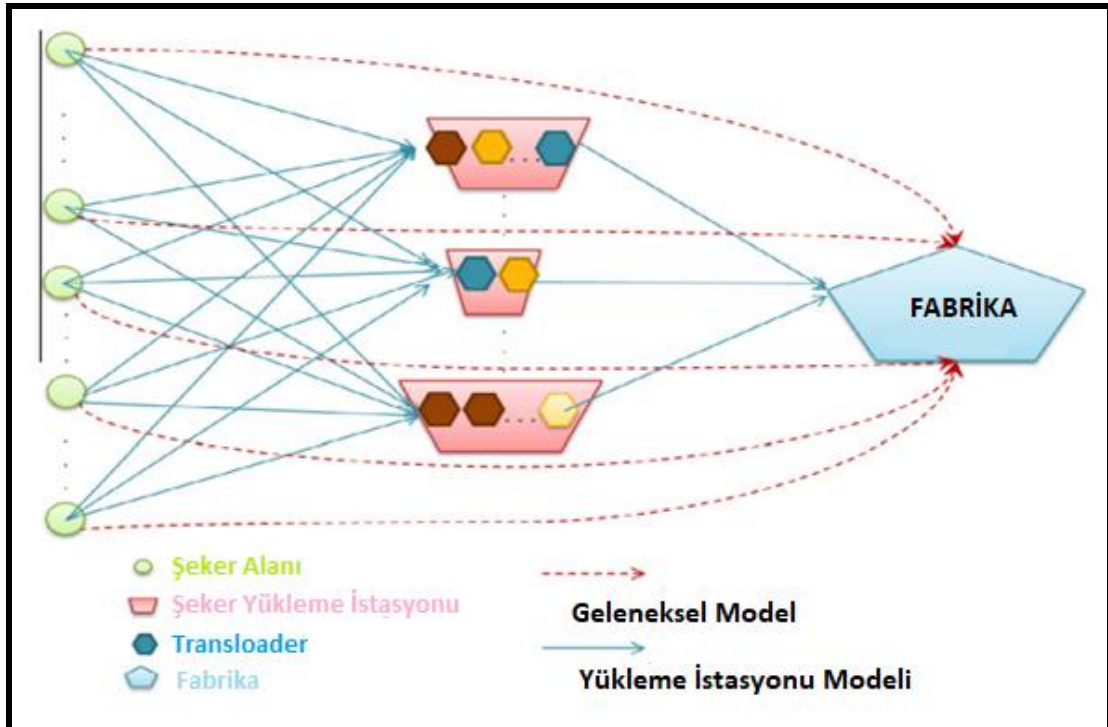 FABRİKA
Şeker Alanı
Şeker Yükleme İstasyonu
Transloader
Fabrika
Geleneksel Model
Yükleme İstasyonu Modeli